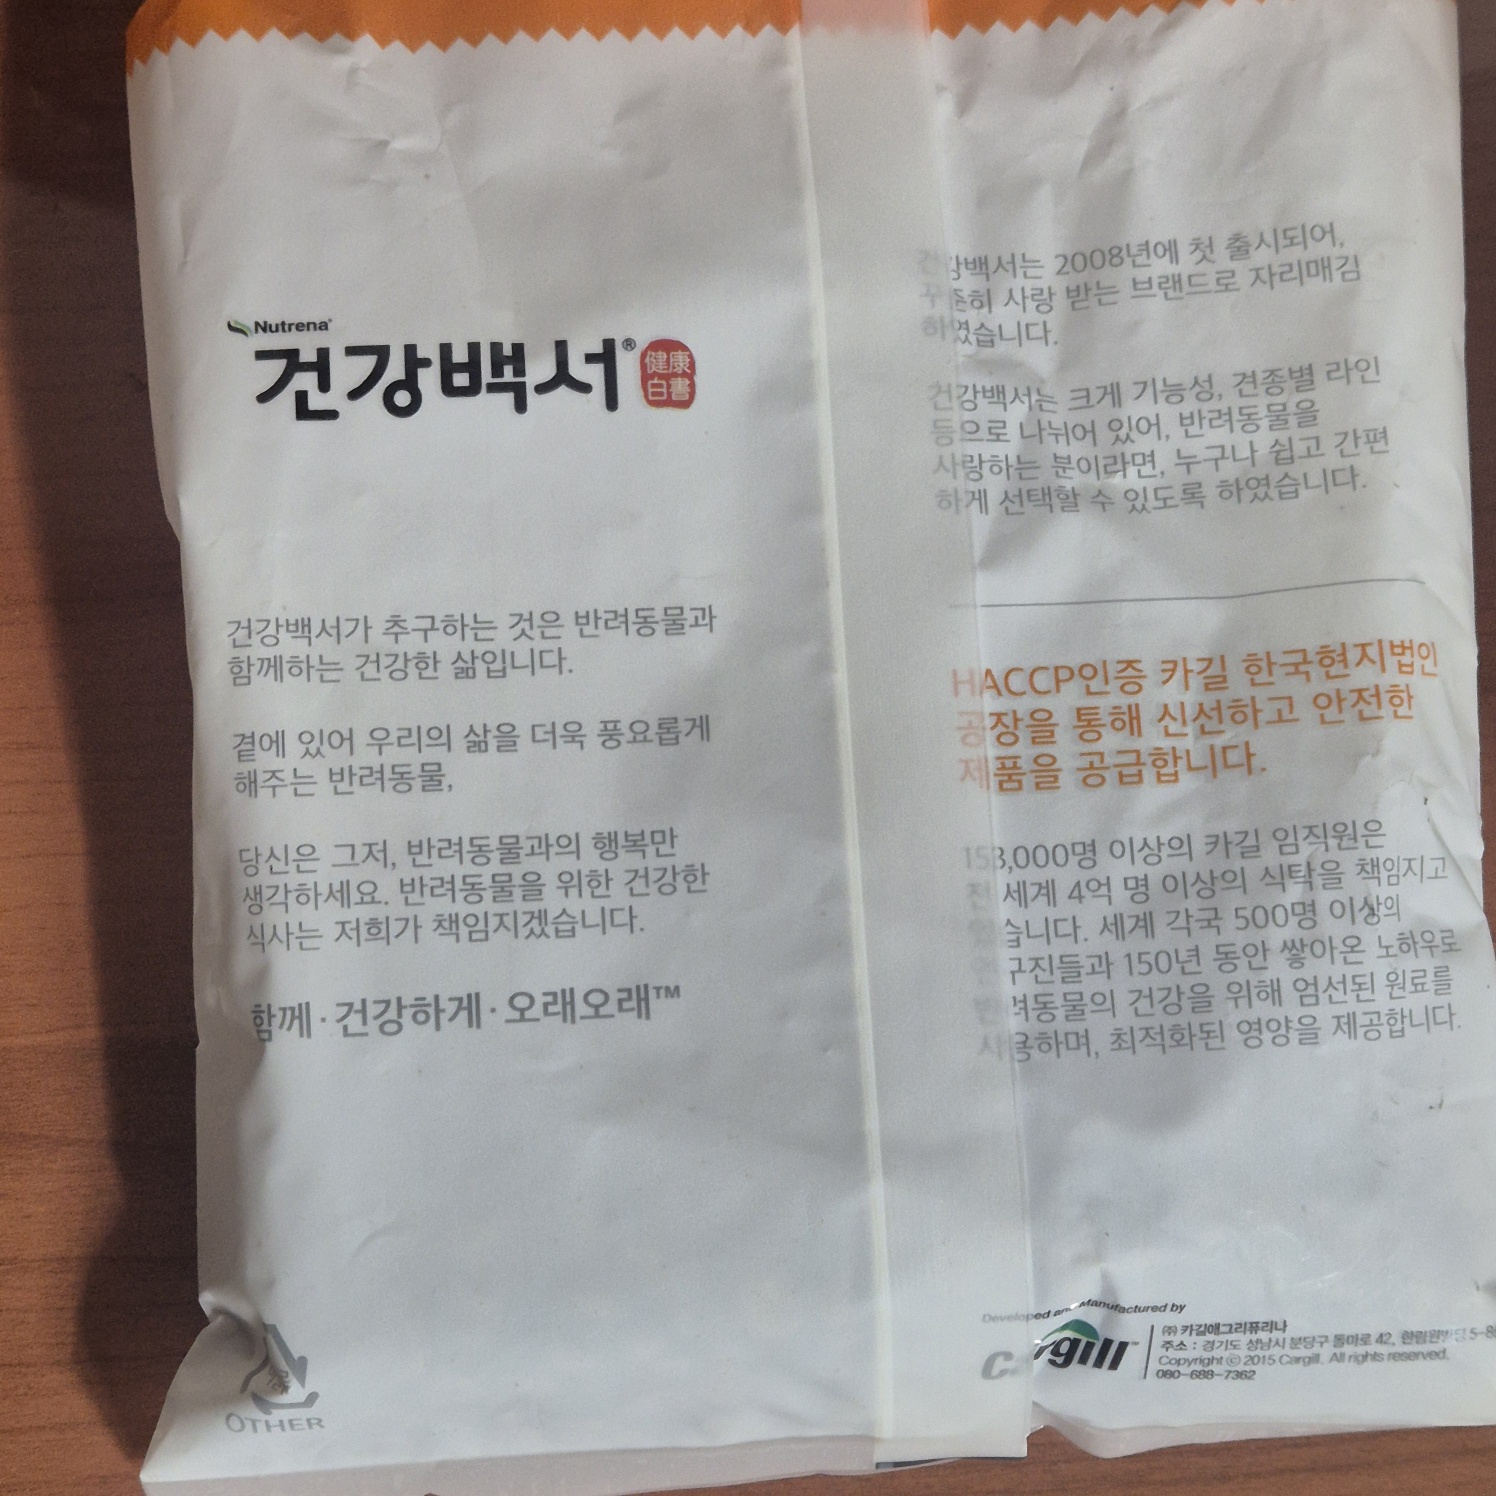 Nutrena®
건강백서® 健康
白書
건강백서가 추구하는 것은 반려동물과
함께하는 건강한 삶입니다.
곁에 있어 우리의 삶을 더욱 풍요롭게
해주는 반려동물,
당신은 그저, 반려동물과의 행복만
생각하세요. 반려동물을 위한 건강한
식사는 저희가 책임지겠습니다.
함께·건강하게·오래오래™
OTHER
건강백서는 2008년에 첫 출시되어,
꾸준히 사랑 받는 브랜드로 자리매김
하였습니다.
건강백서는 크게 기능성, 견종별 라인
등으로 나뉘어 있어, 반려동물을
사랑하는 분이라면, 누구나 쉽고 간편
하게 선택할 수 있도록 하였습니다.
HACCP인증 카길 한국현지법인
공장을 통해 신선하고 안전한
제품을 공급합니다.
153,000명 이상의 카길 임직원은
전 세계 4억 명 이상의 식탁을 책임지고
있습니다. 세계 각국 500명 이상의
연구진들과 150년 동안 쌓아온 노하우로
반려동물의 건강을 위해 엄선된 원료를
사용하며, 최적화된 영양을 제공합니다.
Developed and Manufactured by
Cargill™
㈜ 카길애그리퓨리나
주소 : 경기도 성남시 분당구 돌마로 42, 한림원빌딩
Copyright ⓒ 2015 Cargill. All rights reserved.
080-688-7362